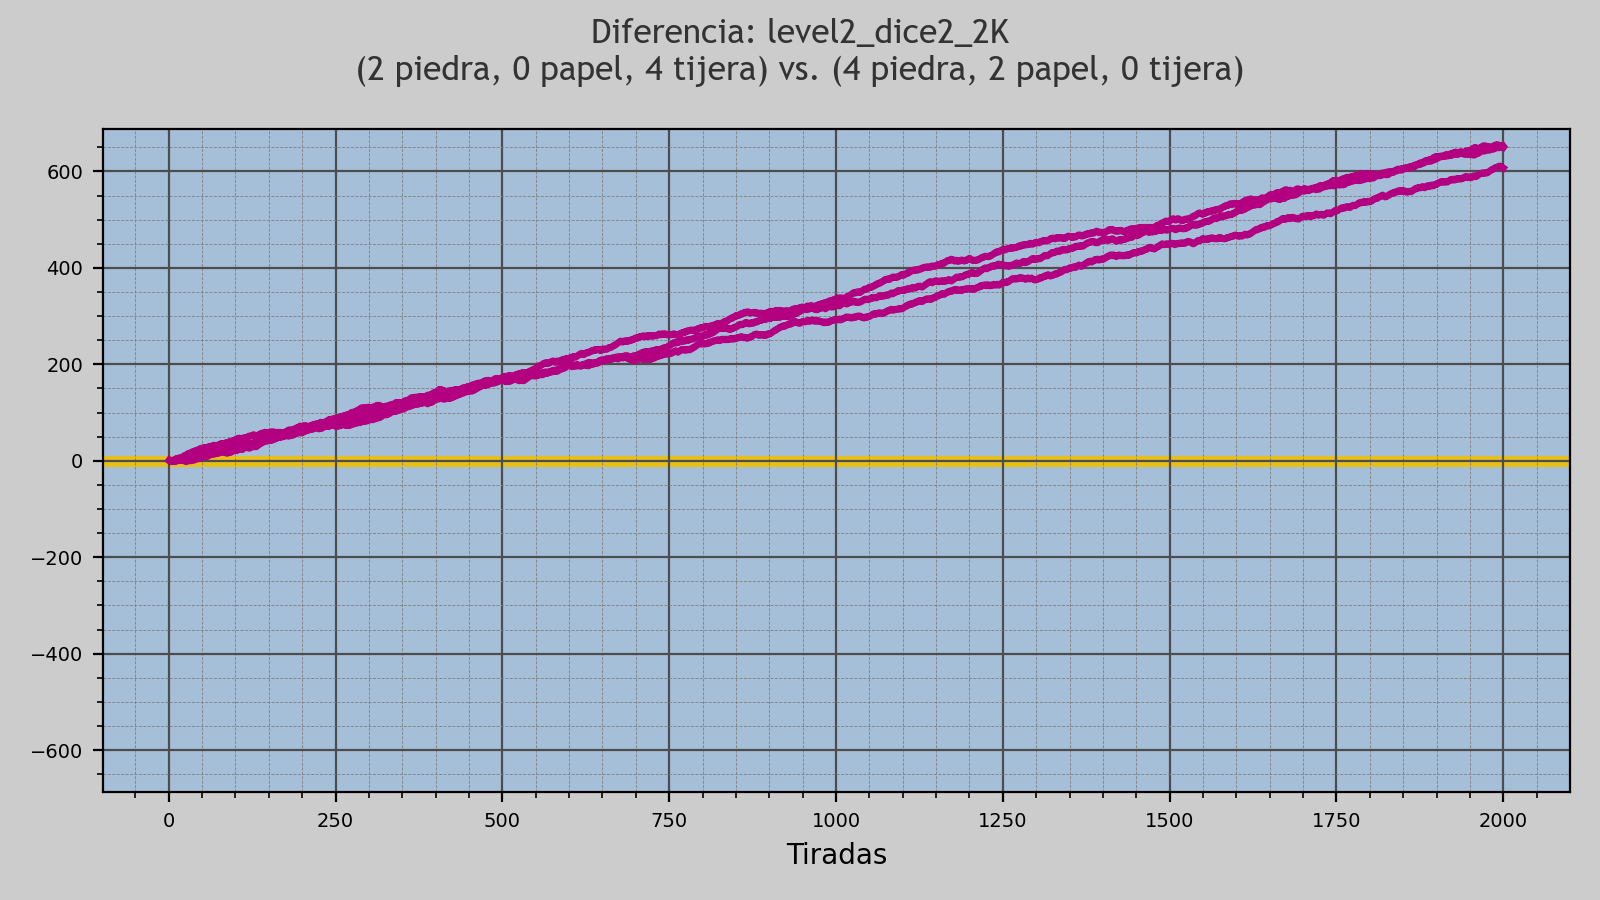 Diferencia: level2_dice2_2K
(2 piedra, 0 papel, 4 tijera) vs. (4 piedra, 2 papel, 0 tijera)
600
400
200
0
−200
−400
−600
0 250 500 750 1000 1250 1500 1750 2000
Tiradas